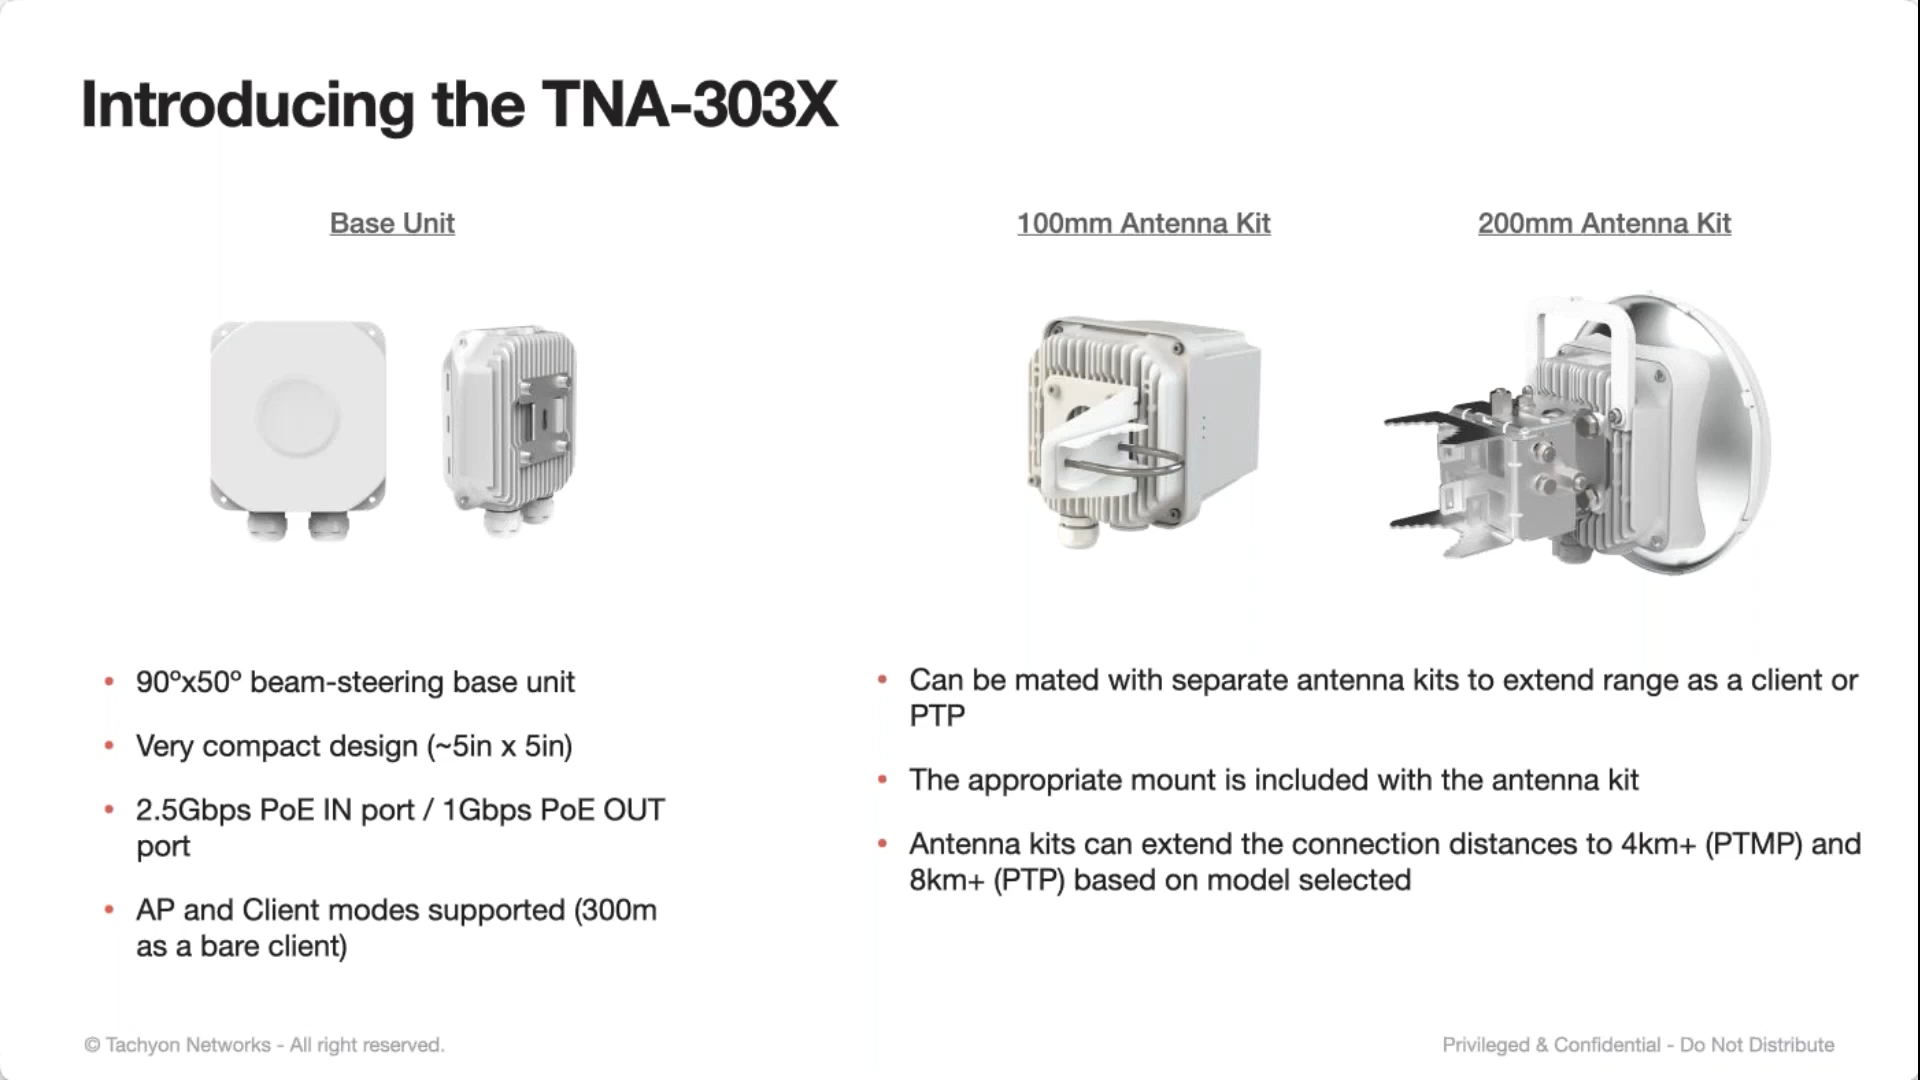 Introducing the TNA-303X
Base Unit
100mm Antenna Kit
200mm Antenna Kit
• 90ºx50º beam-steering base unit
• Very compact design (~5in x 5in)
• 2.5Gbps PoE IN port / 1Gbps PoE OUT
port
• AP and Client modes supported (300m
as a bare client)
• Can be mated with separate antenna kits to extend range as a client or
PTP
• The appropriate mount is included with the antenna kit
• Antenna kits can extend the connection distances to 4km+ (PTMP) and
8km+ (PTP) based on model selected
© Tachyon Networks - All right reserved.
Privileged & Confidential - Do Not Distribute